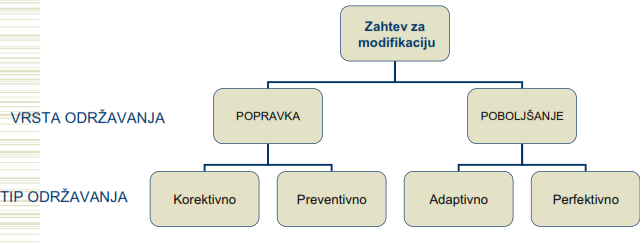 Zahtev za
modifikaciju
VRSTA ODRŽAVANJA
POPRAVKA
POBOLJŠANJE
TIP ODRŽAVANJA
Korektivno
Preventivno
Adaptivno
Perfektivno